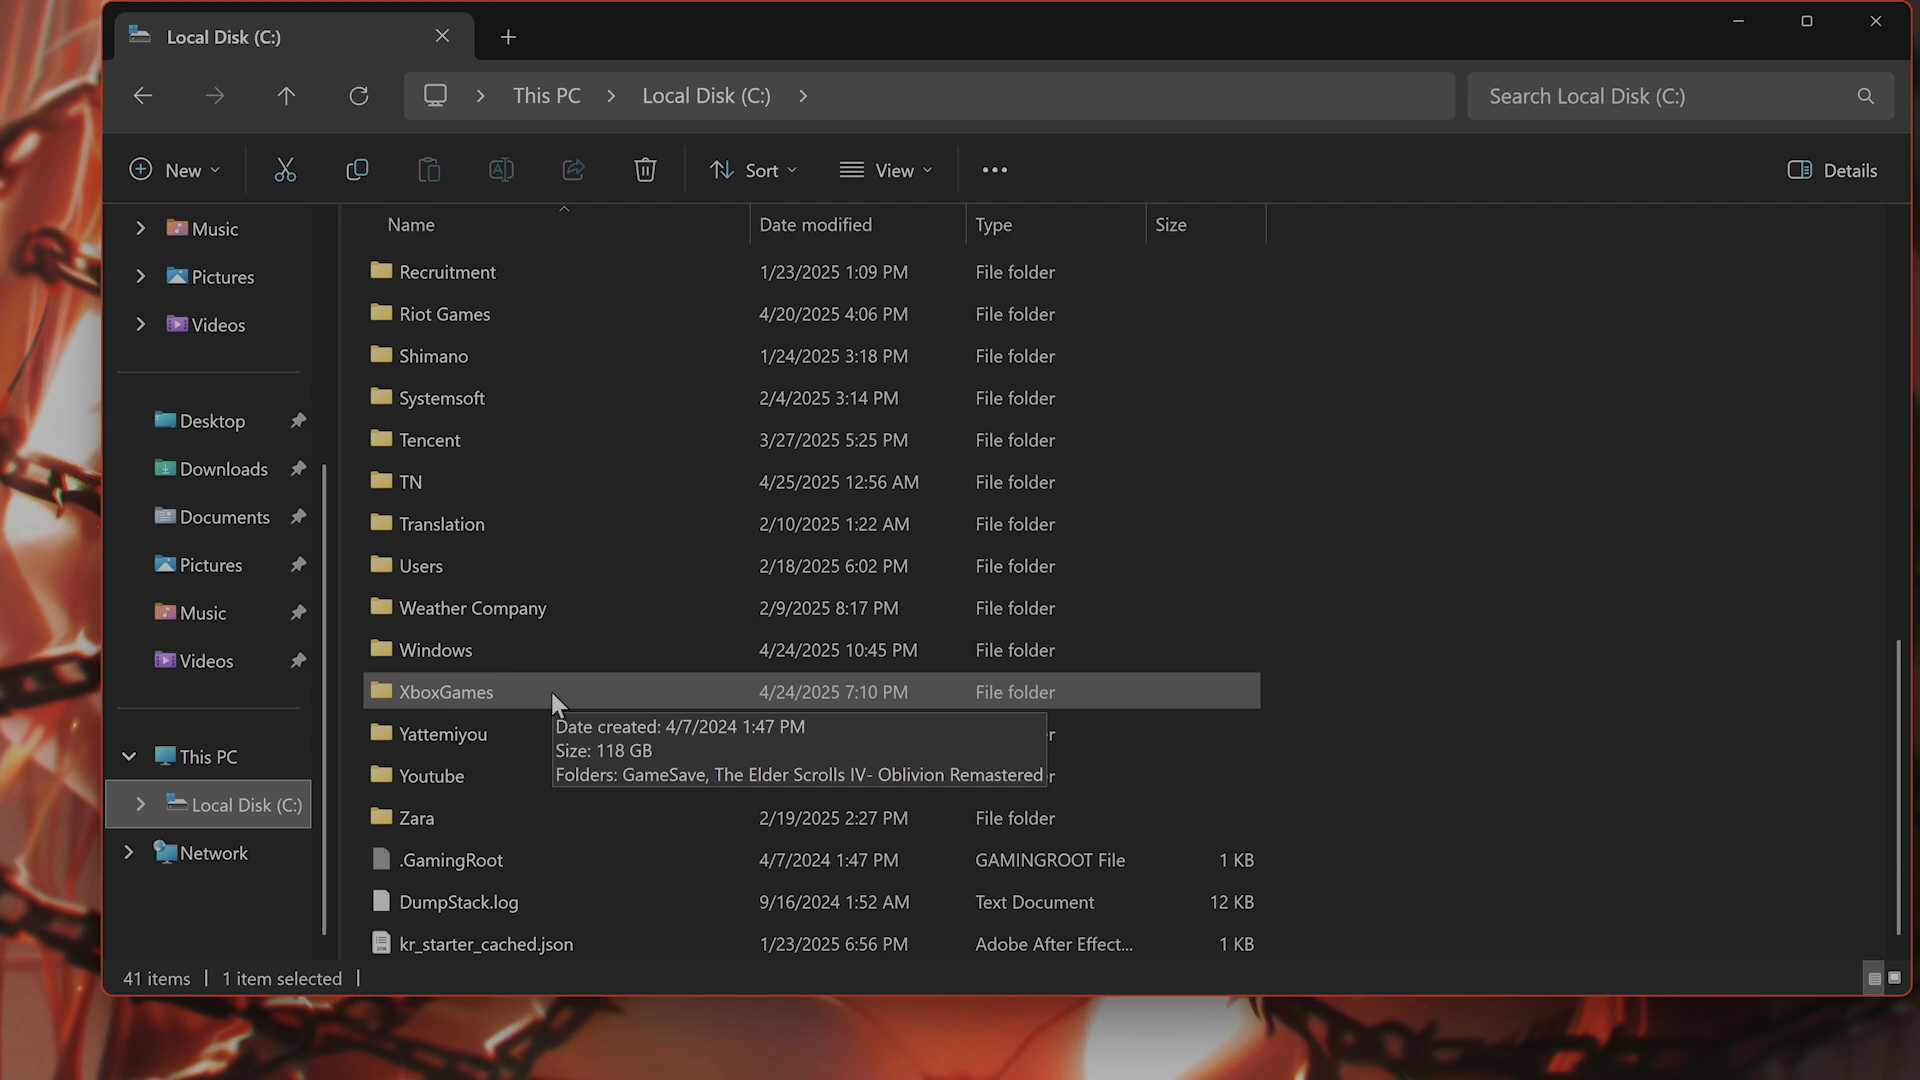 Local Disk (C:)
This PC > Local Disk (C:) >
Search Local Disk (C:)
New
Sort
View
Details
Music
Pictures
Videos
Desktop
Downloads
Documents
Pictures
Music
Videos
This PC
Local Disk (C:)
Network
Name Date modified Type Size
Recruitment 1/23/2025 1:09 PM File folder
Riot Games 4/20/2025 4:06 PM File folder
Shimano 1/24/2025 3:18 PM File folder
Systemsoft 2/4/2025 3:14 PM File folder
Tencent 3/27/2025 5:25 PM File folder
TN 4/25/2025 12:56 AM File folder
Translation 2/10/2025 1:22 AM File folder
Users 2/18/2025 6:02 PM File folder
Weather Company 2/9/2025 8:17 PM File folder
Windows 4/24/2025 10:45 PM File folder
XboxGames 4/24/2025 7:10 PM File folder
Yattemiyou r
Youtube r
Date created: 4/7/2024 1:47 PM
Size: 118 GB
Folders: GameSave, The Elder Scrolls IV- Oblivion Remastered
Zara 2/19/2025 2:27 PM File folder
.GamingRoot 4/7/2024 1:47 PM GAMINGROOT File 1 KB
DumpStack.log 9/16/2024 1:52 AM Text Document 12 KB
kr_starter_cached.json 1/23/2025 6:56 PM Adobe After Effect... 1 KB
41 items | 1 item selected |